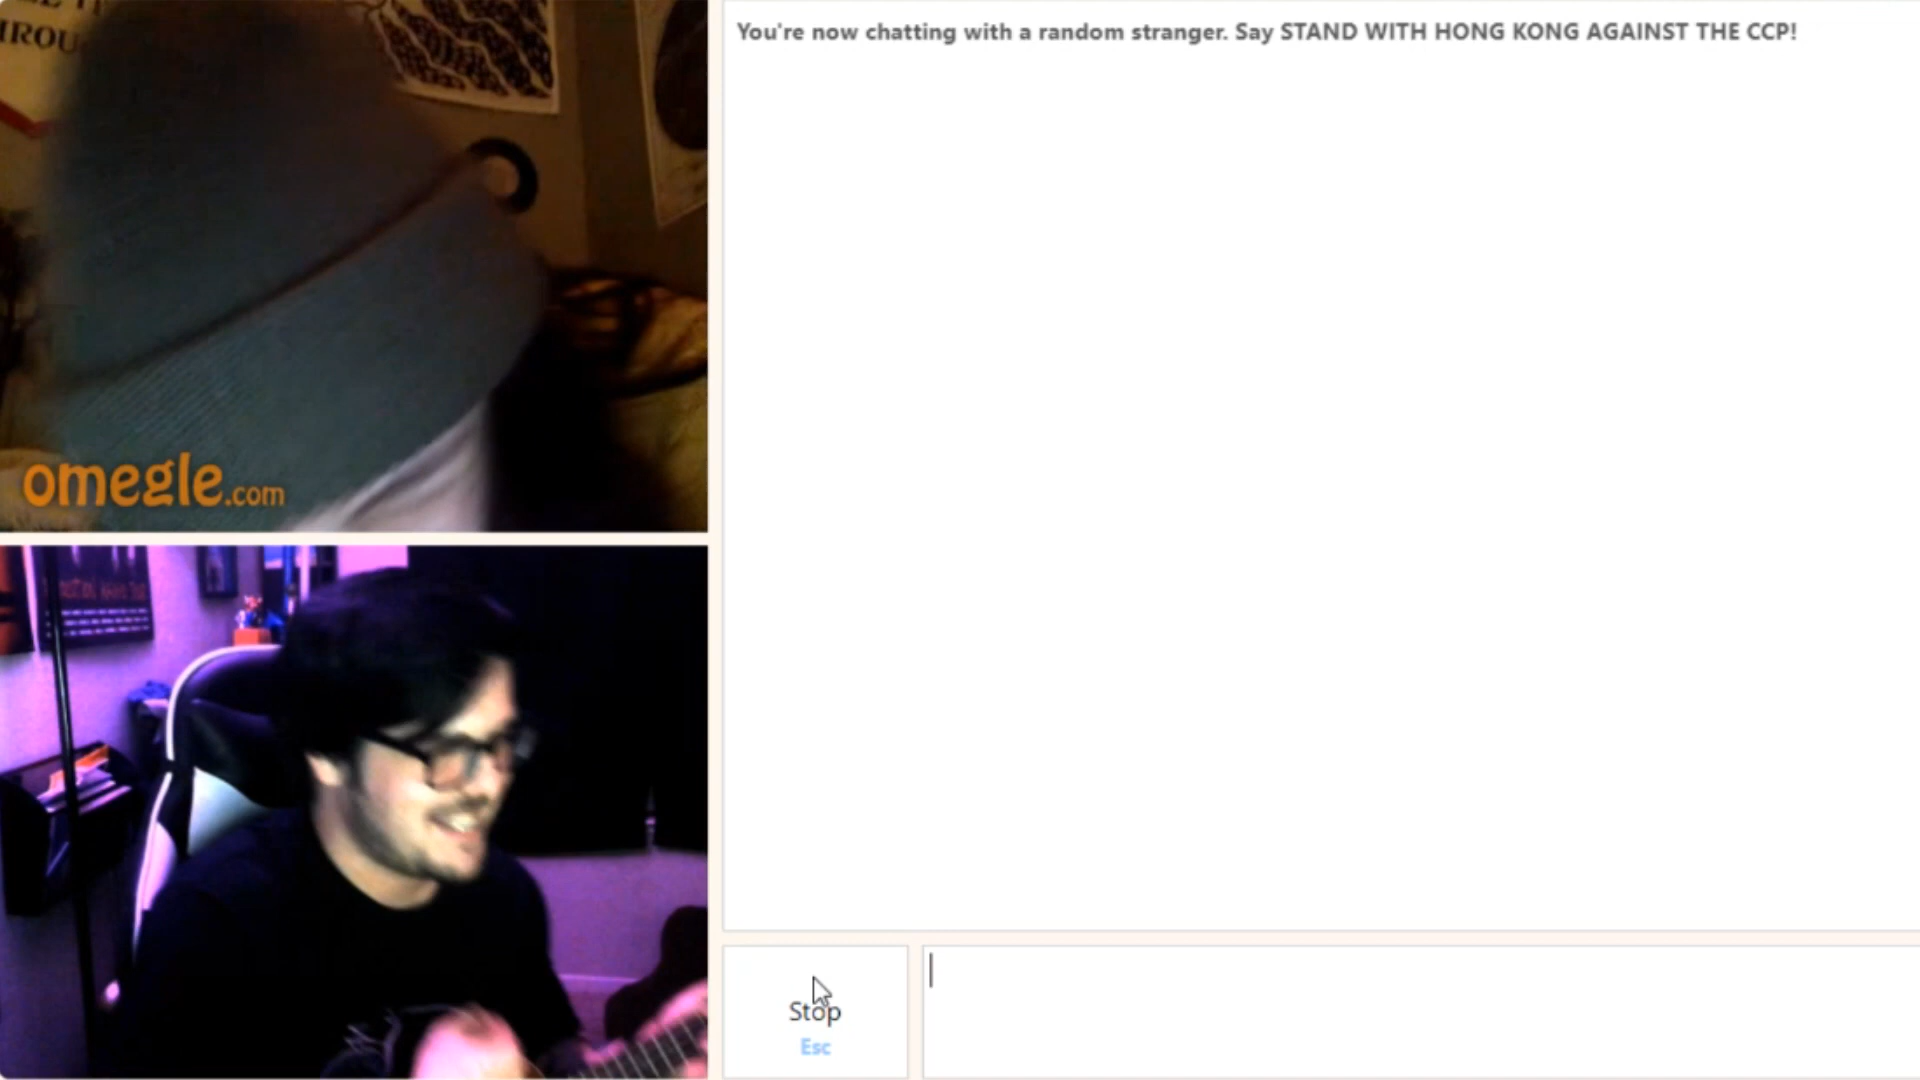 You're now chatting with a random stranger. Say STAND WITH HONG KONG AGAINST THE CCP!
omegle.com
Stop
Esc